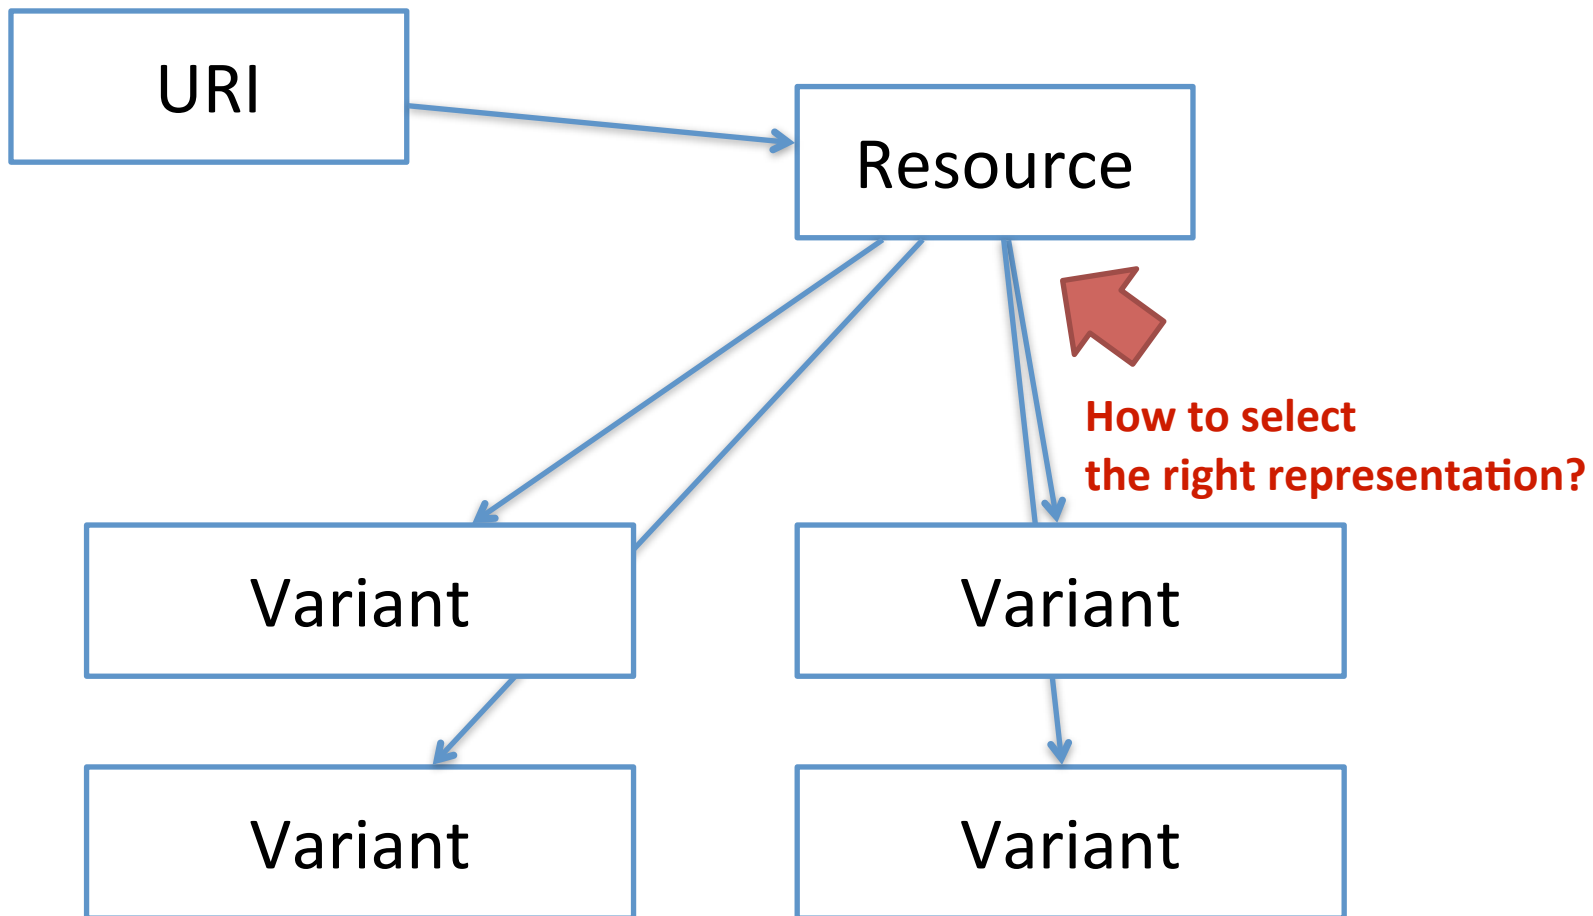 URI
Resource
How to select
the right representation?
Variant
Variant
Variant
Variant